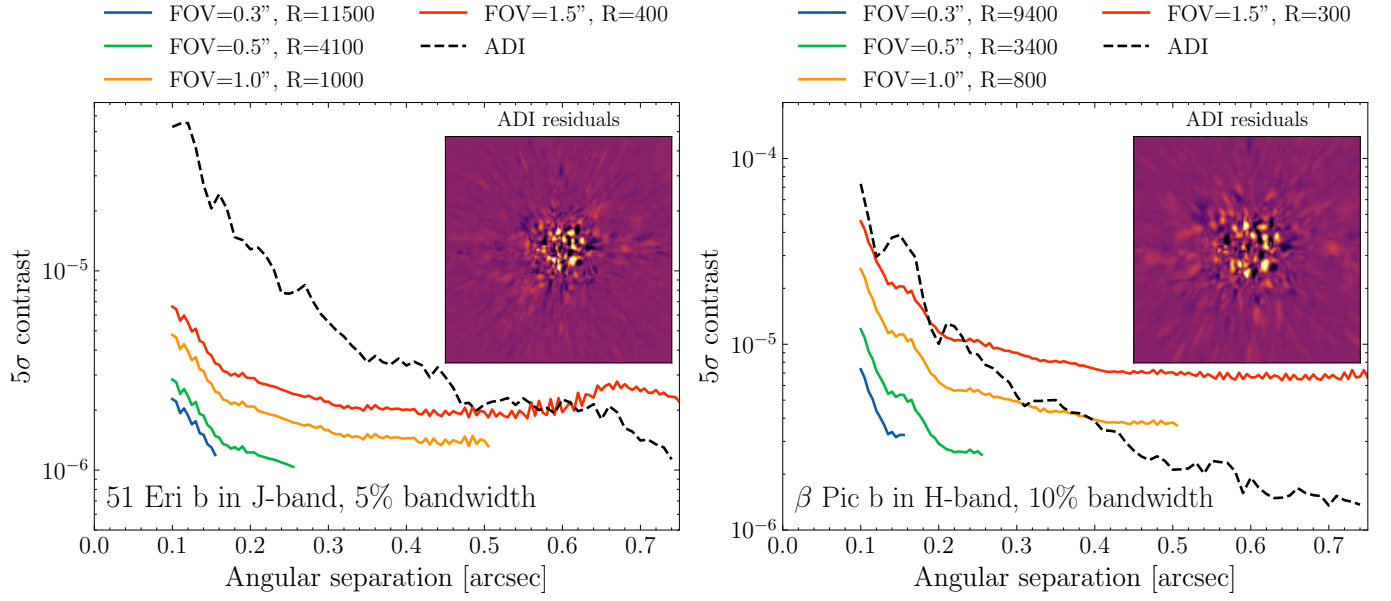 FOV=0.3”, R=11500
FOV=0.5”, R=4100
FOV=1.0”, R=1000
FOV=1.5”, R=400
ADI
ADI residuals
10⁻⁵
10⁻⁶
5σ contrast
51 Eri b in J-band, 5% bandwidth
0.0 0.1 0.2 0.3 0.4 0.5 0.6 0.7
Angular separation [arcsec]
FOV=0.3”, R=9400
FOV=0.5”, R=3400
FOV=1.0”, R=800
FOV=1.5”, R=300
ADI
ADI residuals
10⁻⁴
10⁻⁵
10⁻⁶
5σ contrast
β Pic b in H-band, 10% bandwidth
0.0 0.1 0.2 0.3 0.4 0.5 0.6 0.7
Angular separation [arcsec]